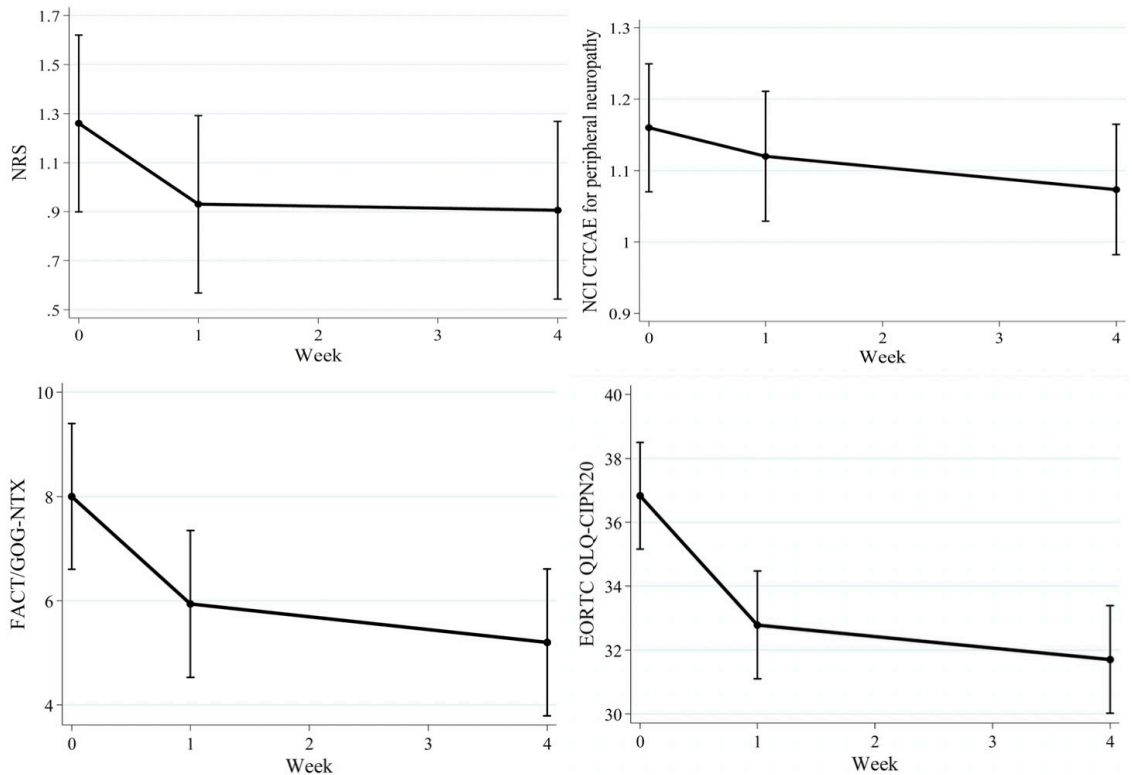 NRS
1.7
1.5
1.3
1.1
.9
.7
.5
0 1 2 3 4
Week
NCI CTCAE for peripheral neuropathy
1.3
1.2
1.1
1
0.9
0 1 2 3 4
Week
FACT/GOG-NTX
10
8
6
4
0 1 2 3 4
Week
EORTC QLQ-CIPN20
40
38
36
34
32
30
0 1 2 3 4
Week